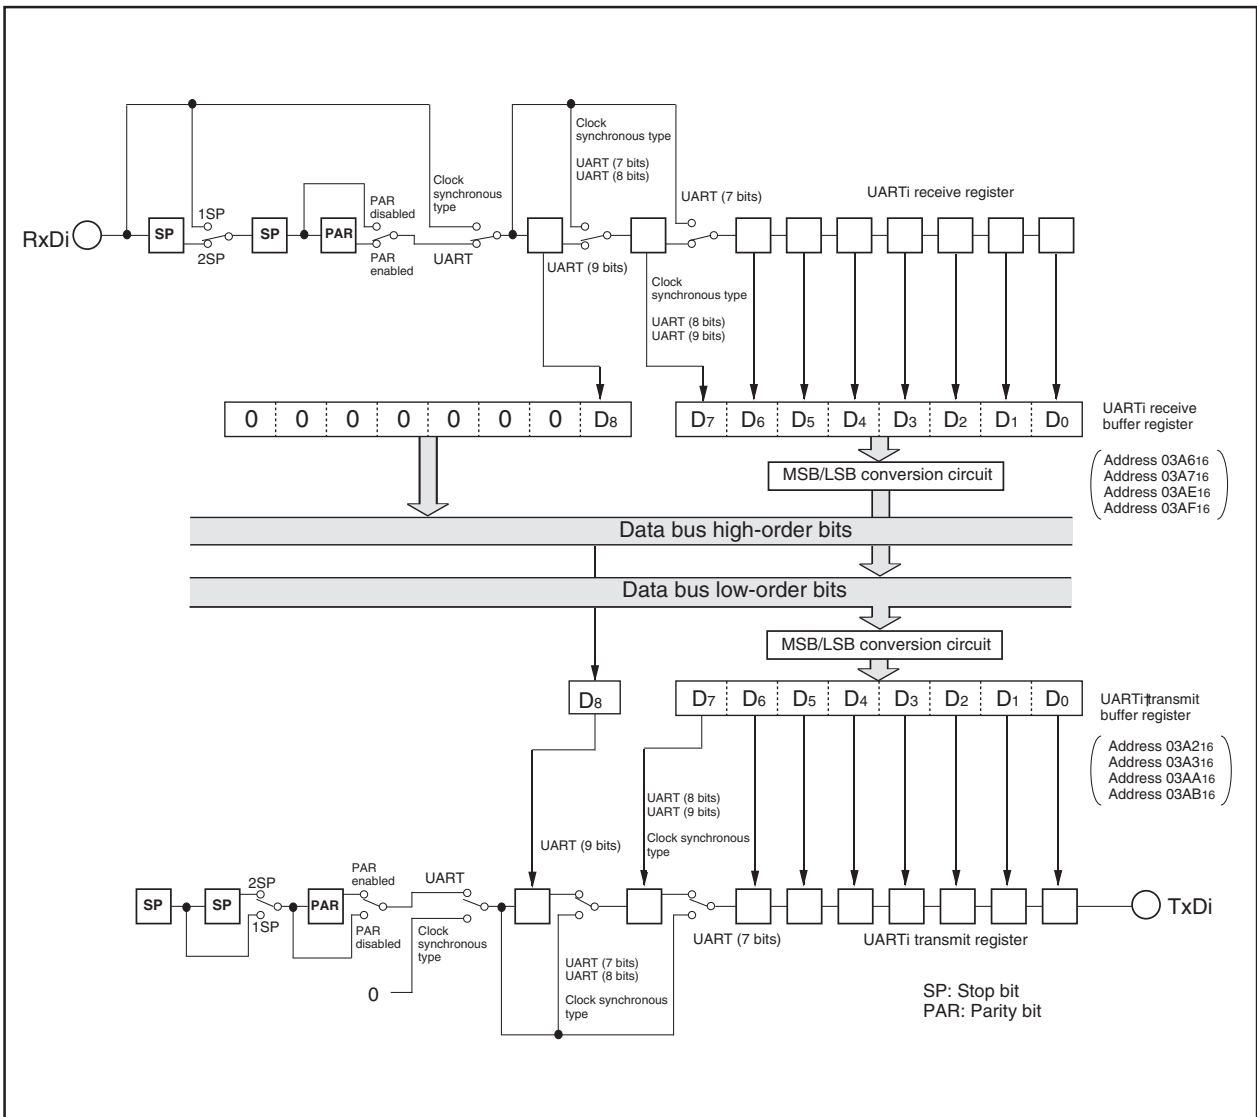 Clock
synchronous type
UART (7 bits)
UART (8 bits)
Clock
synchronous
type
PAR
disabled
UART (7 bits)
UARTi receive register
1SP
RxDi
SP
SP
PAR
2SP
PAR
enabled
UART
UART (9 bits)
Clock
synchronous type
UART (8 bits)
UART (9 bits)
0 0 0 0 0 0 0 D8
D7 D6 D5 D4 D3 D2 D1 D0
UARTi receive
buffer register
MSB/LSB conversion circuit
Address 03A616
Address 03A716
Address 03AE16
Address 03AF16
Data bus high-order bits
Data bus low-order bits
MSB/LSB conversion circuit
D8
D7 D6 D5 D4 D3 D2 D1 D0
UARTi transmit
buffer register
Address 03A216
Address 03A316
Address 03AA16
Address 03AB16
UART (8 bits)
UART (9 bits)
Clock synchronous
type
UART (9 bits)
PAR
enabled
UART
2SP
SP
SP
PAR
TxDi
1SP
PAR
disabled
Clock
synchronous
type
UART (7 bits)
UARTi transmit register
UART (7 bits)
UART (8 bits)
Clock synchronous
type
0
SP: Stop bit
PAR: Parity bit